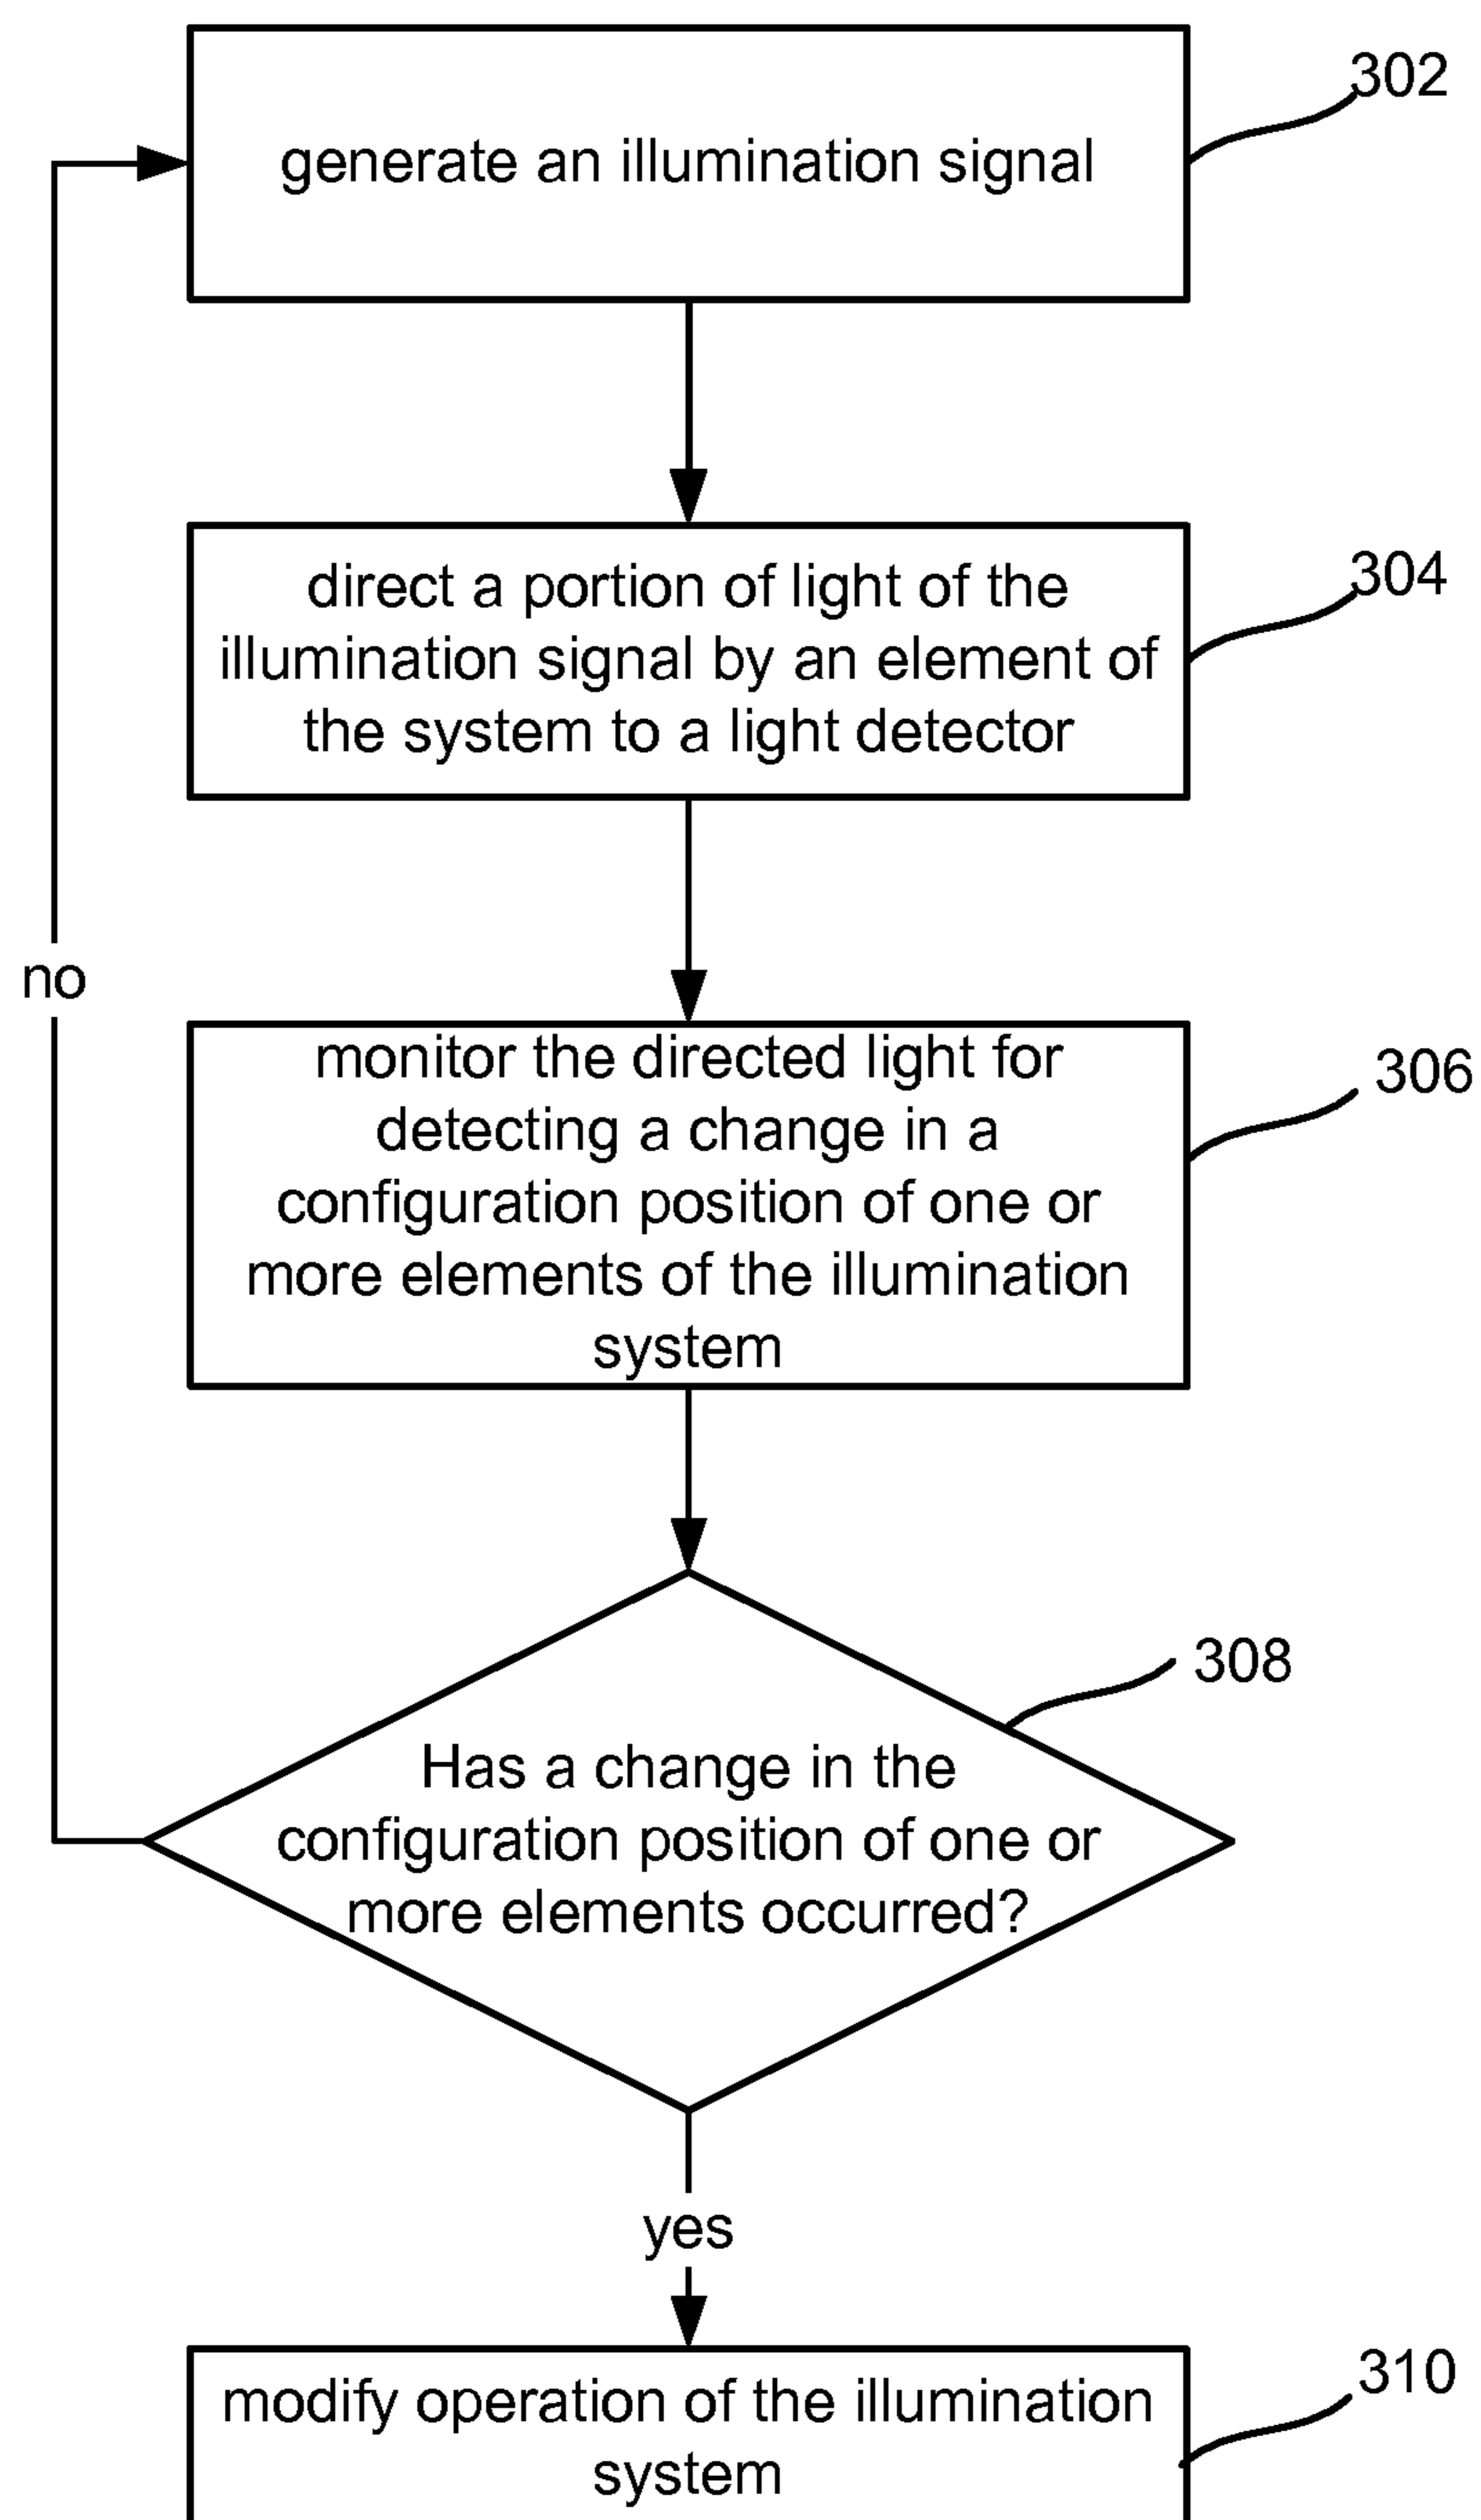 302
generate an illumination signal
304
direct a portion of light of the
illumination signal by an element of
the system to a light detector
no
306
monitor the directed light for
detecting a change in a
configuration position of one or
more elements of the illumination
system
308
Has a change in the
configuration position of one or
more elements occurred?
yes
310
modify operation of the illumination
system